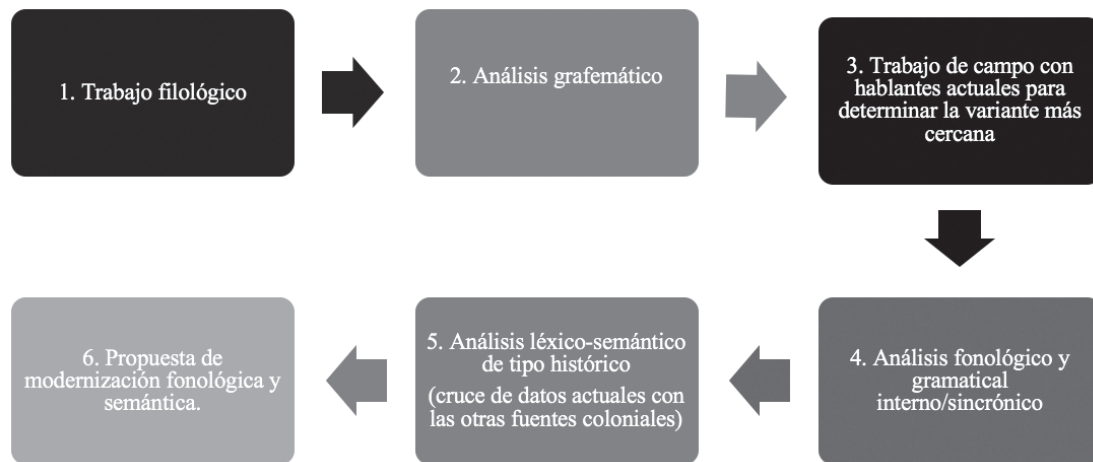 1. Trabajo filológico
2. Análisis grafemático
3. Trabajo de campo con
hablantes actuales para
determinar la variante más
cercana
4. Análisis fonológico y
gramatical
interno/sincrónico
5. Análisis léxico-semántico
de tipo histórico
(cruce de datos actuales con
las otras fuentes coloniales)
6. Propuesta de
modernización fonológica y
semántica.